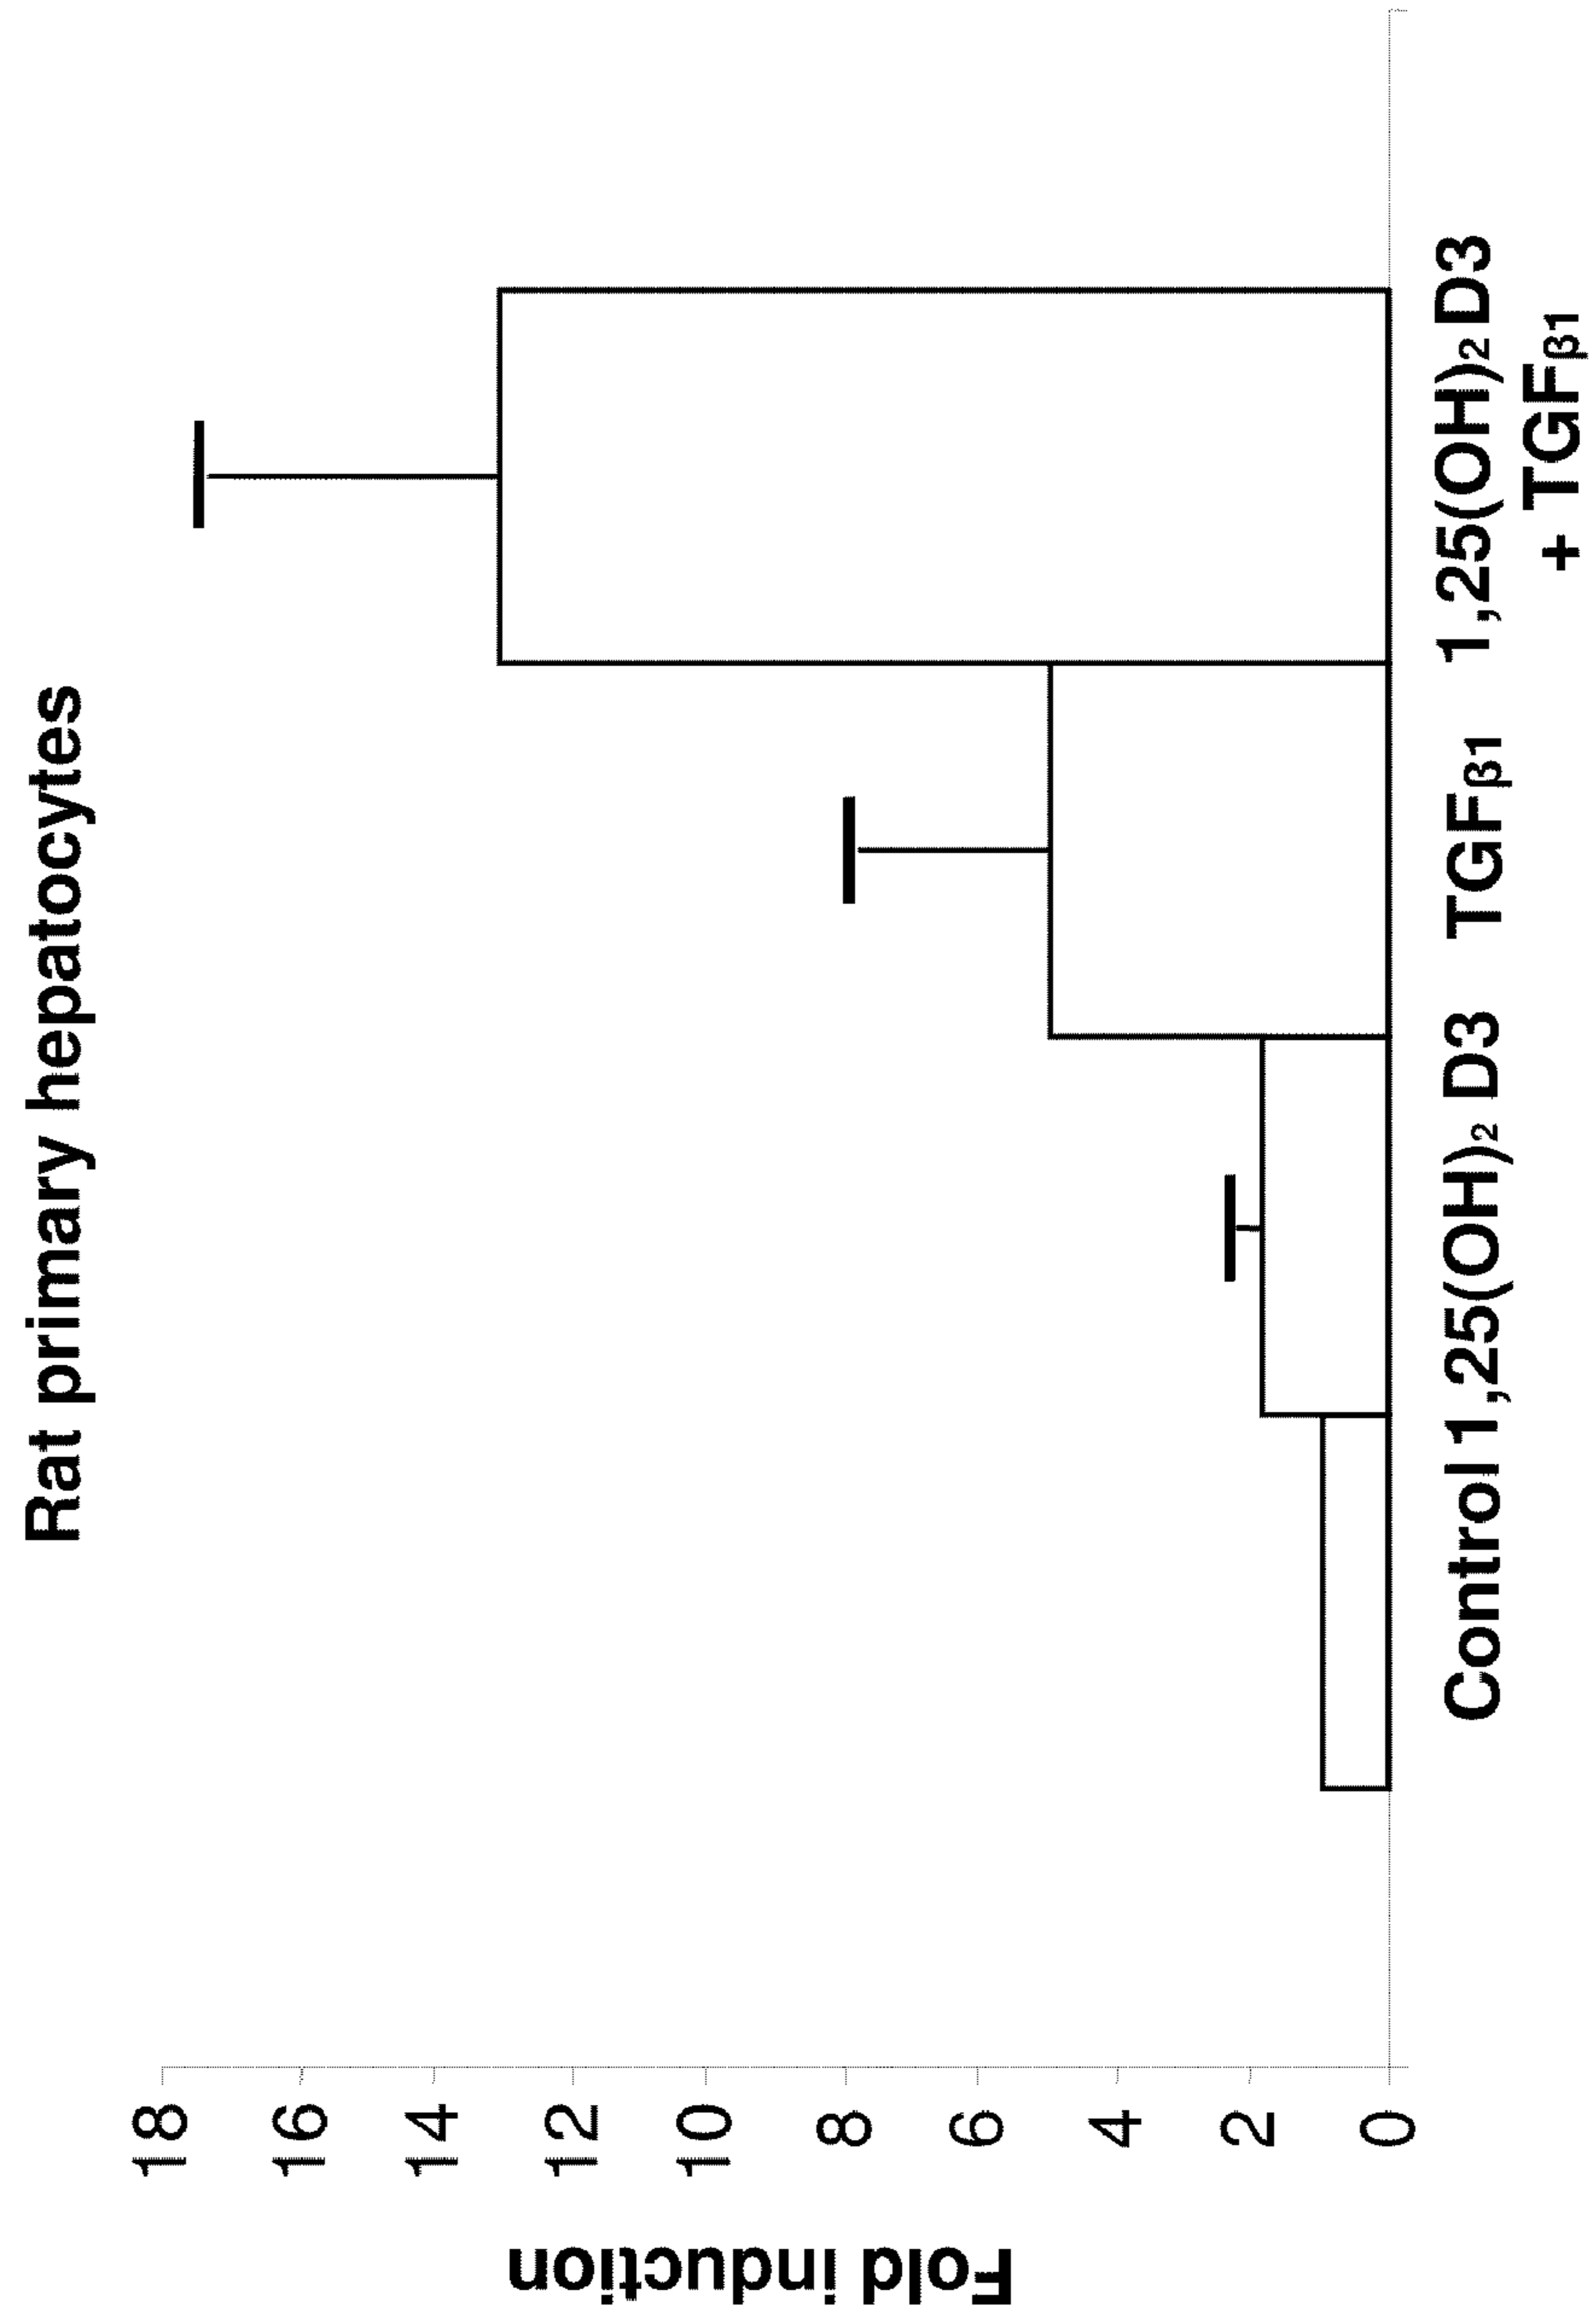 Rat primary hepatocytes
Fold induction
18
16
14
12
10
8
6
4
2
0
Control 1,25(OH)₂ D3 TGFβ1 1,25(OH)₂ D3
+ TGFβ1